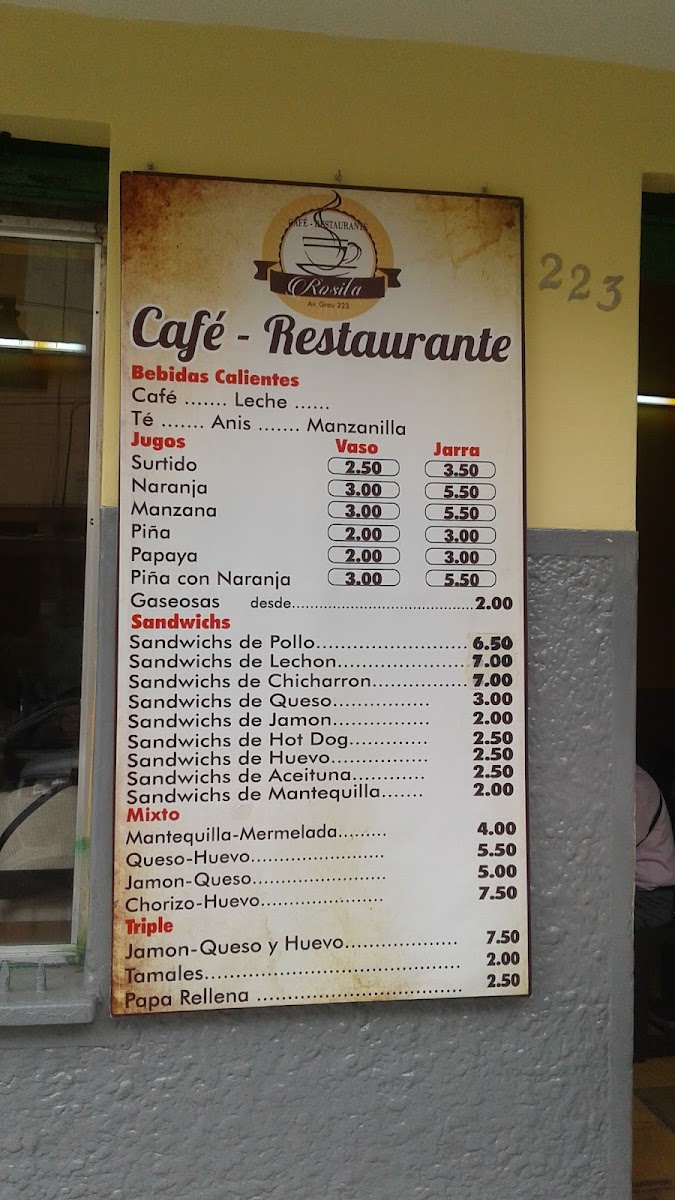 CAFÉ - RESTAURANTE
Rosita
Av. Grau 223
Café - Restaurante
223
Bebidas Calientes
Café ....... Leche ......
Té ....... Anis ....... Manzanilla
Jugos Vaso Jarra
Surtido 2.50 3.50
Naranja 3.00 5.50
Manzana 3.00 5.50
Piña 2.00 3.00
Papaya 2.00 3.00
Piña con Naranja 3.00 5.50
Gaseosas desde..........................................2.00
Sandwichs
Sandwichs de Pollo........................6.50
Sandwichs de Lechon.....................7.00
Sandwichs de Chicharron...............7.00
Sandwichs de Queso................ 3.00
Sandwichs de Jamon................ 2.00
Sandwichs de Hot Dog............. 2.50
Sandwichs de Huevo................ 2.50
Sandwichs de Aceituna............ 2.50
Sandwichs de Mantequilla....... 2.00
Mixto
Mantequilla-Mermelada......... 4.00
Queso-Huevo........................ 5.50
Jamon-Queso........................ 5.00
Chorizo-Huevo...................... 7.50
Triple
Jamon-Queso y Huevo.................... 7.50
Tamales.......................................... 2.00
Papa Rellena .................................. 2.50